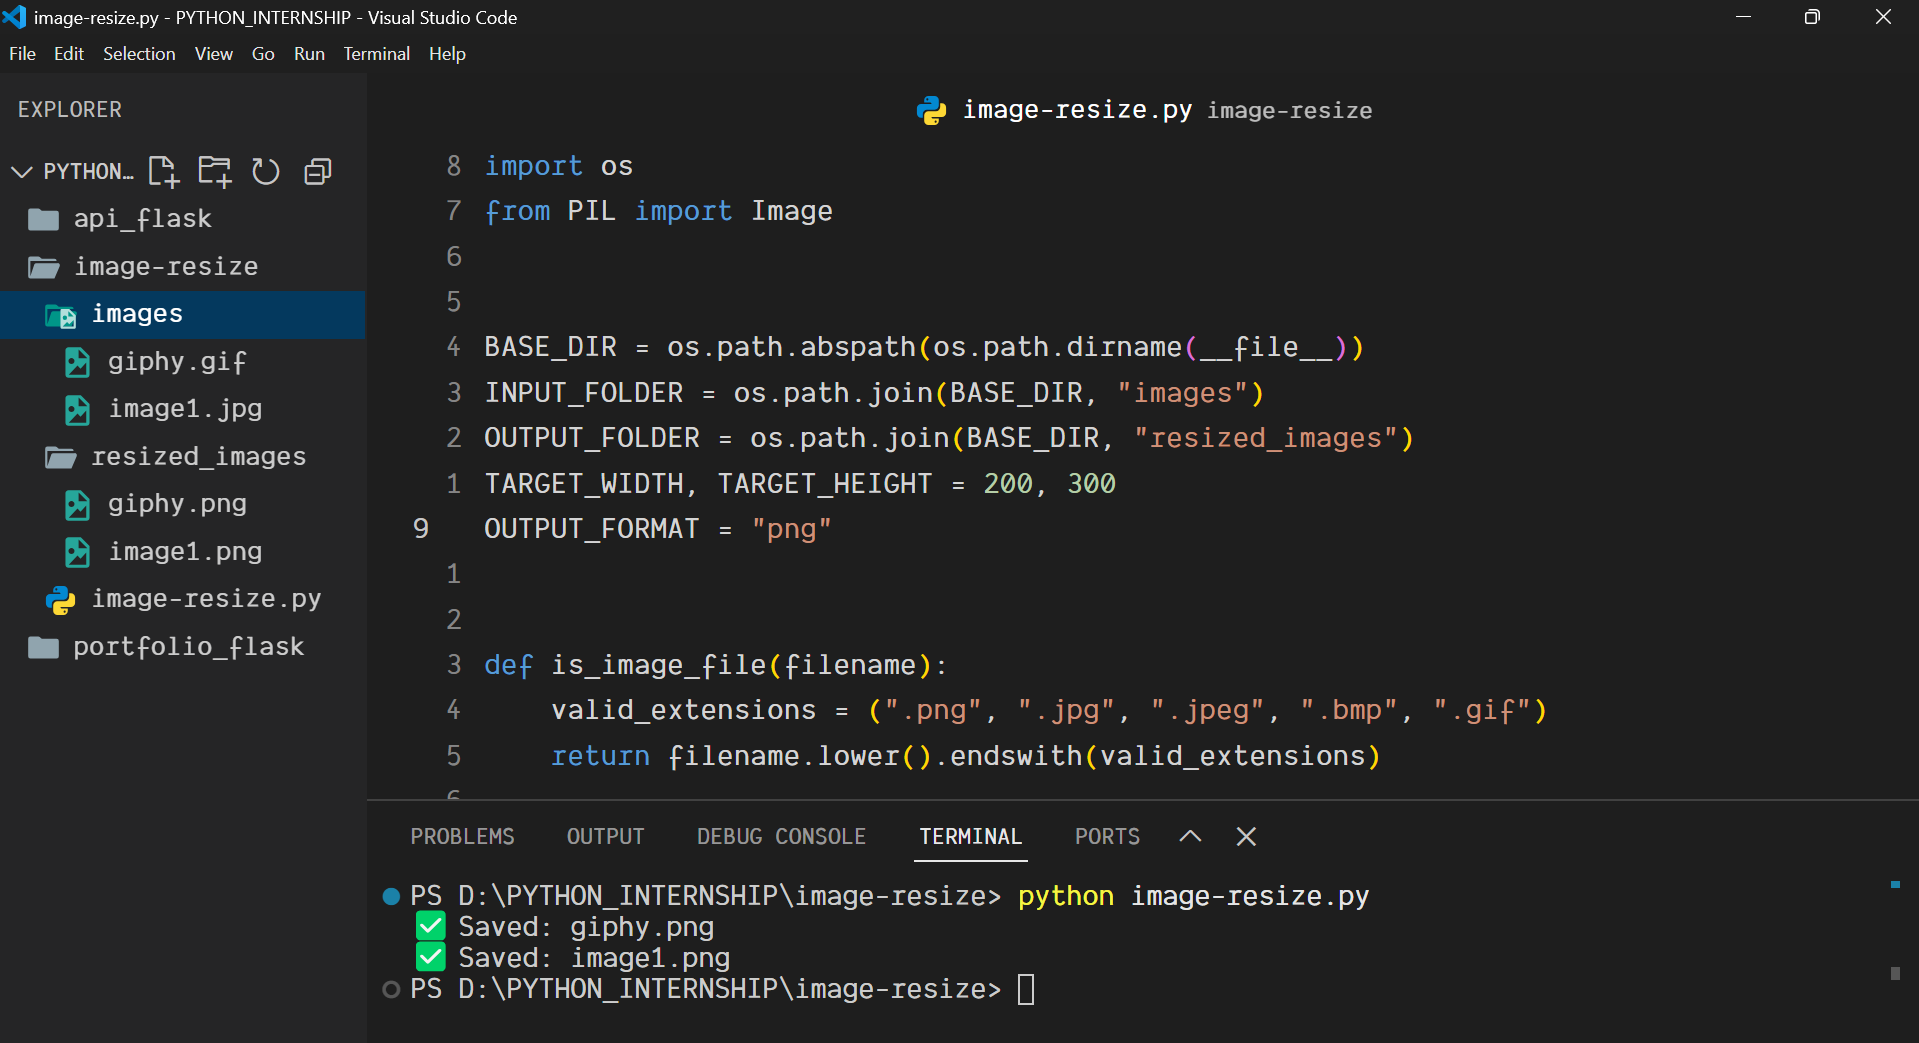 image-resize.py - PYTHON_INTERNSHIP - Visual Studio Code
File Edit Selection View Go Run Terminal Help
EXPLORER
PYTHON...
api_flask
image-resize
images
giphy.gif
image1.jpg
resized_images
giphy.png
image1.png
image-resize.py
portfolio_flask
image-resize.py image-resize
8 import os
7 from PIL import Image
6
5
4 BASE_DIR = os.path.abspath(os.path.dirname(__file__))
3 INPUT_FOLDER = os.path.join(BASE_DIR, "images")
2 OUTPUT_FOLDER = os.path.join(BASE_DIR, "resized_images")
1 TARGET_WIDTH, TARGET_HEIGHT = 200, 300
9 OUTPUT_FORMAT = "png"
1
2
3 def is_image_file(filename):
4     valid_extensions = (".png", ".jpg", ".jpeg", ".bmp", ".gif")
5     return filename.lower().endswith(valid_extensions)
6
PROBLEMS OUTPUT DEBUG CONSOLE TERMINAL PORTS
PS D:\PYTHON_INTERNSHIP\image-resize> python image-resize.py
✅ Saved: giphy.png
✅ Saved: image1.png
PS D:\PYTHON_INTERNSHIP\image-resize>